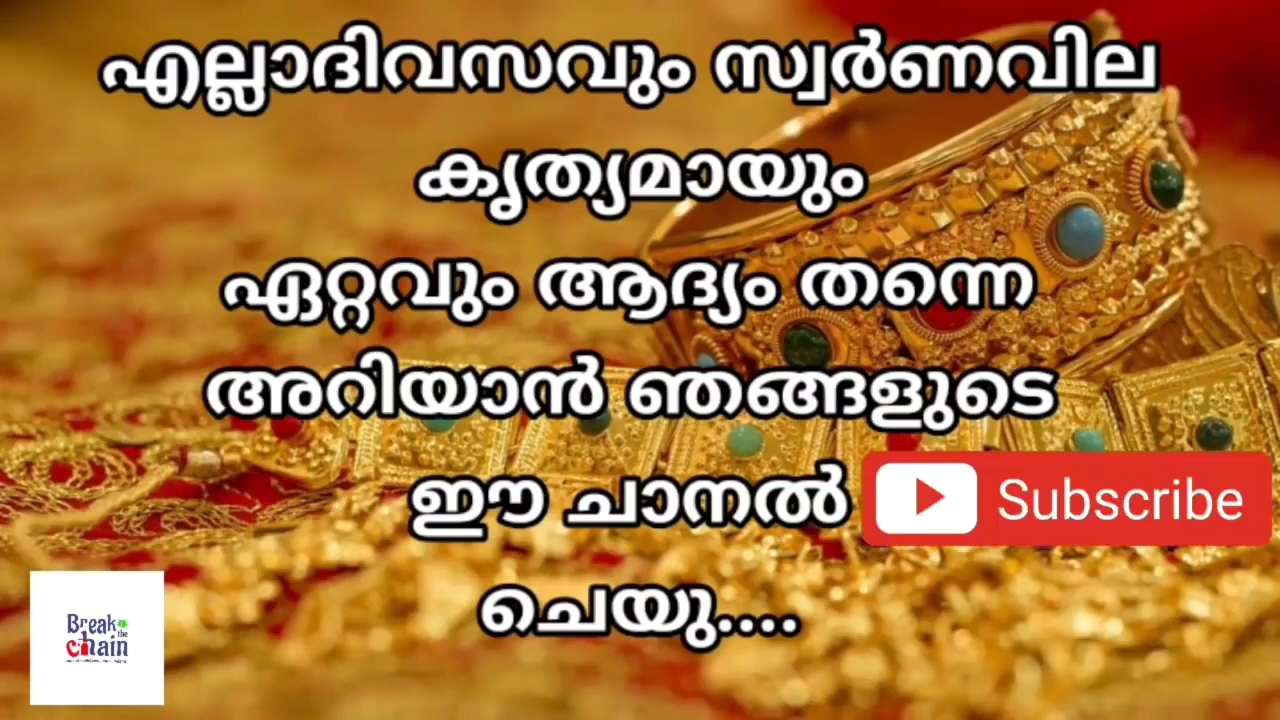 എല്ലാദിവസവും സ്വർണവില
കൃത്യമായും
ഏറ്റവും ആദ്യം തന്നെ
അറിയാൻ ഞങ്ങളുടെ
ഈ ചാനൽ Subscribe
ചെയു....
Break
the
chain